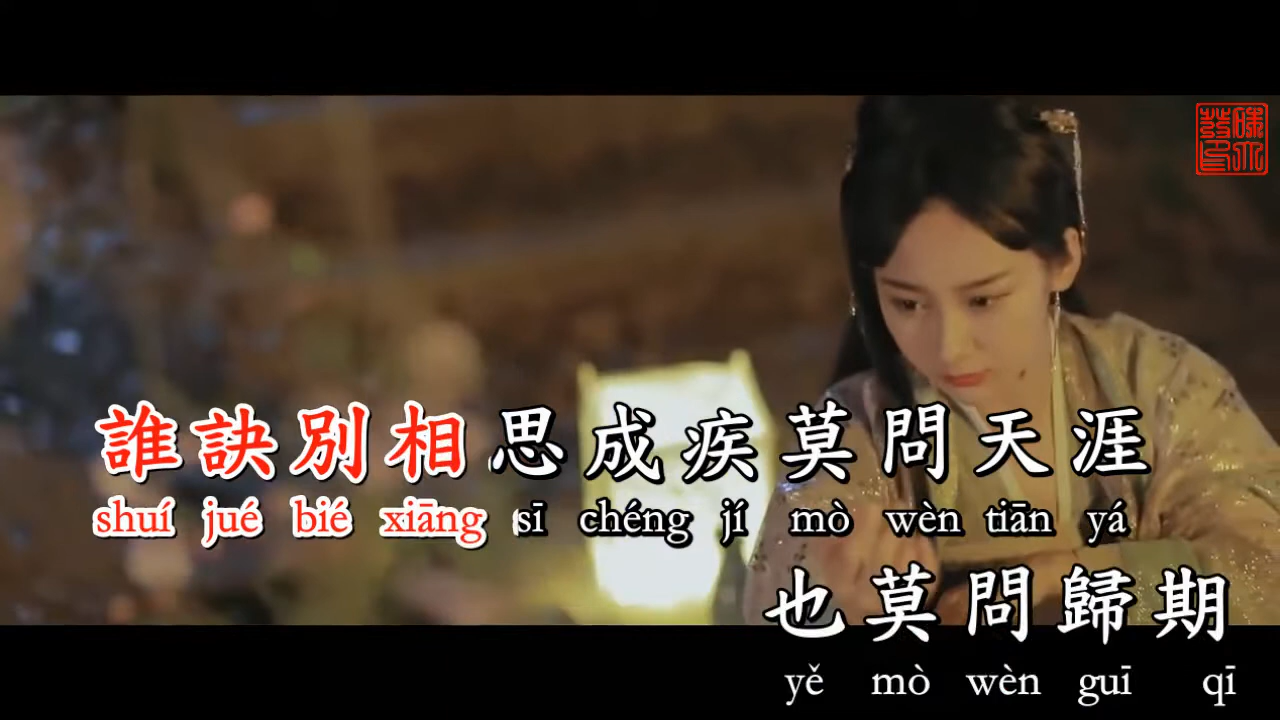 誰訣別相思成疾莫問天涯
shuí jué bié xiāng sī chéng jí mò wèn tiān yá
也莫問歸期
yě mò wèn guī qī